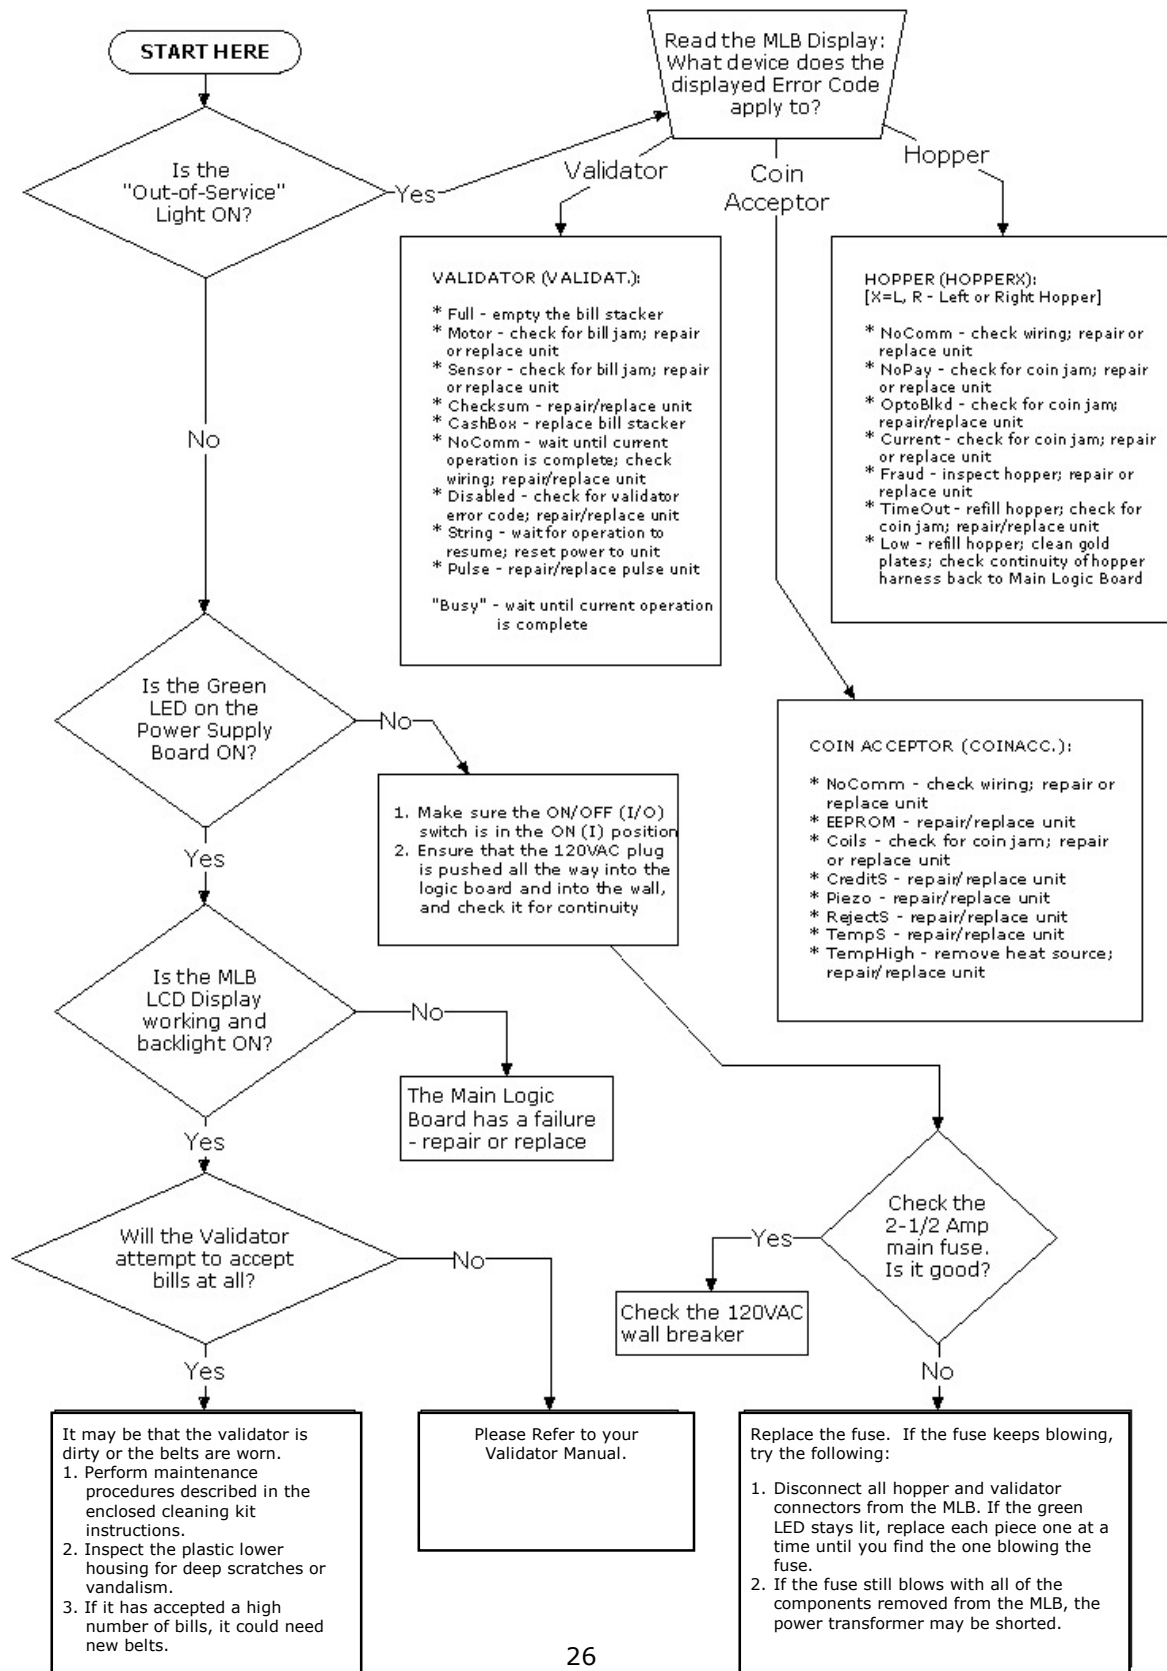 START HERE
Read the MLB Display:
What device does the
displayed Error Code
apply to?
Is the
"Out-of-Service"
Light ON?
Yes
Validator
Coin
Acceptor
Hopper
VALIDATOR (VALIDAT.):
* Full - empty the bill stacker
* Motor - check for bill jam; repair
or replace unit
* Sensor - check for bill jam; repair
or replace unit
* Checksum - repair/replace unit
* CashBox - replace bill stacker
* NoComm - wait until current
operation is complete; check
wiring; repair/replace unit
* Disabled - check for validator
error code; repair/replace unit
* String - wait for operation to
resume; reset power to unit
* Pulse - repair/replace pulse unit
"Busy" - wait until current operation
is complete
HOPPER (HOPPERX):
[X=L, R - Left or Right Hopper]
* NoComm - check wiring; repair or
replace unit
* NoPay - check for coin jam; repair
or replace unit
* OptoBlkd - check for coin jam;
repair/replace unit
* Current - check for coin jam; repair
or replace unit
* Fraud - inspect hopper; repair or
replace unit
* TimeOut - refill hopper; check for
coin jam; repair/replace unit
* Low - refill hopper; clean gold
plates; check continuity of hopper
harness back to Main Logic Board
No
Is the Green
LED on the
Power Supply
Board ON?
No
1. Make sure the ON/OFF (I/O)
switch is in the ON (I) position
2. Ensure that the 120VAC plug
is pushed all the way into the
logic board and into the wall,
and check it for continuity
COIN ACCEPTOR (COINACC.):
* NoComm - check wiring; repair or
replace unit
* EEPROM - repair/replace unit
* Coils - check for coin jam; repair
or replace unit
* CreditS - repair/replace unit
* Piezo - repair/replace unit
* RejectS - repair/replace unit
* TempS - repair/replace unit
* TempHigh - remove heat source;
repair/replace unit
Yes
Is the MLB
LCD Display
working and
backlight ON?
No
The Main Logic
Board has a failure
- repair or replace
Yes
Will the Validator
attempt to accept
bills at all?
No
Check the
2-1/2 Amp
main fuse.
Is it good?
Yes
Check the 120VAC
wall breaker
Yes
No
It may be that the validator is
dirty or the belts are worn.
1. Perform maintenance
procedures described in the
enclosed cleaning kit
instructions.
2. Inspect the plastic lower
housing for deep scratches or
vandalism.
3. If it has accepted a high
number of bills, it could need
new belts.
Please Refer to your
Validator Manual.
Replace the fuse. If the fuse keeps blowing,
try the following:
1. Disconnect all hopper and validator
connectors from the MLB. If the green
LED stays lit, replace each piece one at a
time until you find the one blowing the
fuse.
2. If the fuse still blows with all of the
components removed from the MLB, the
power transformer may be shorted.
26